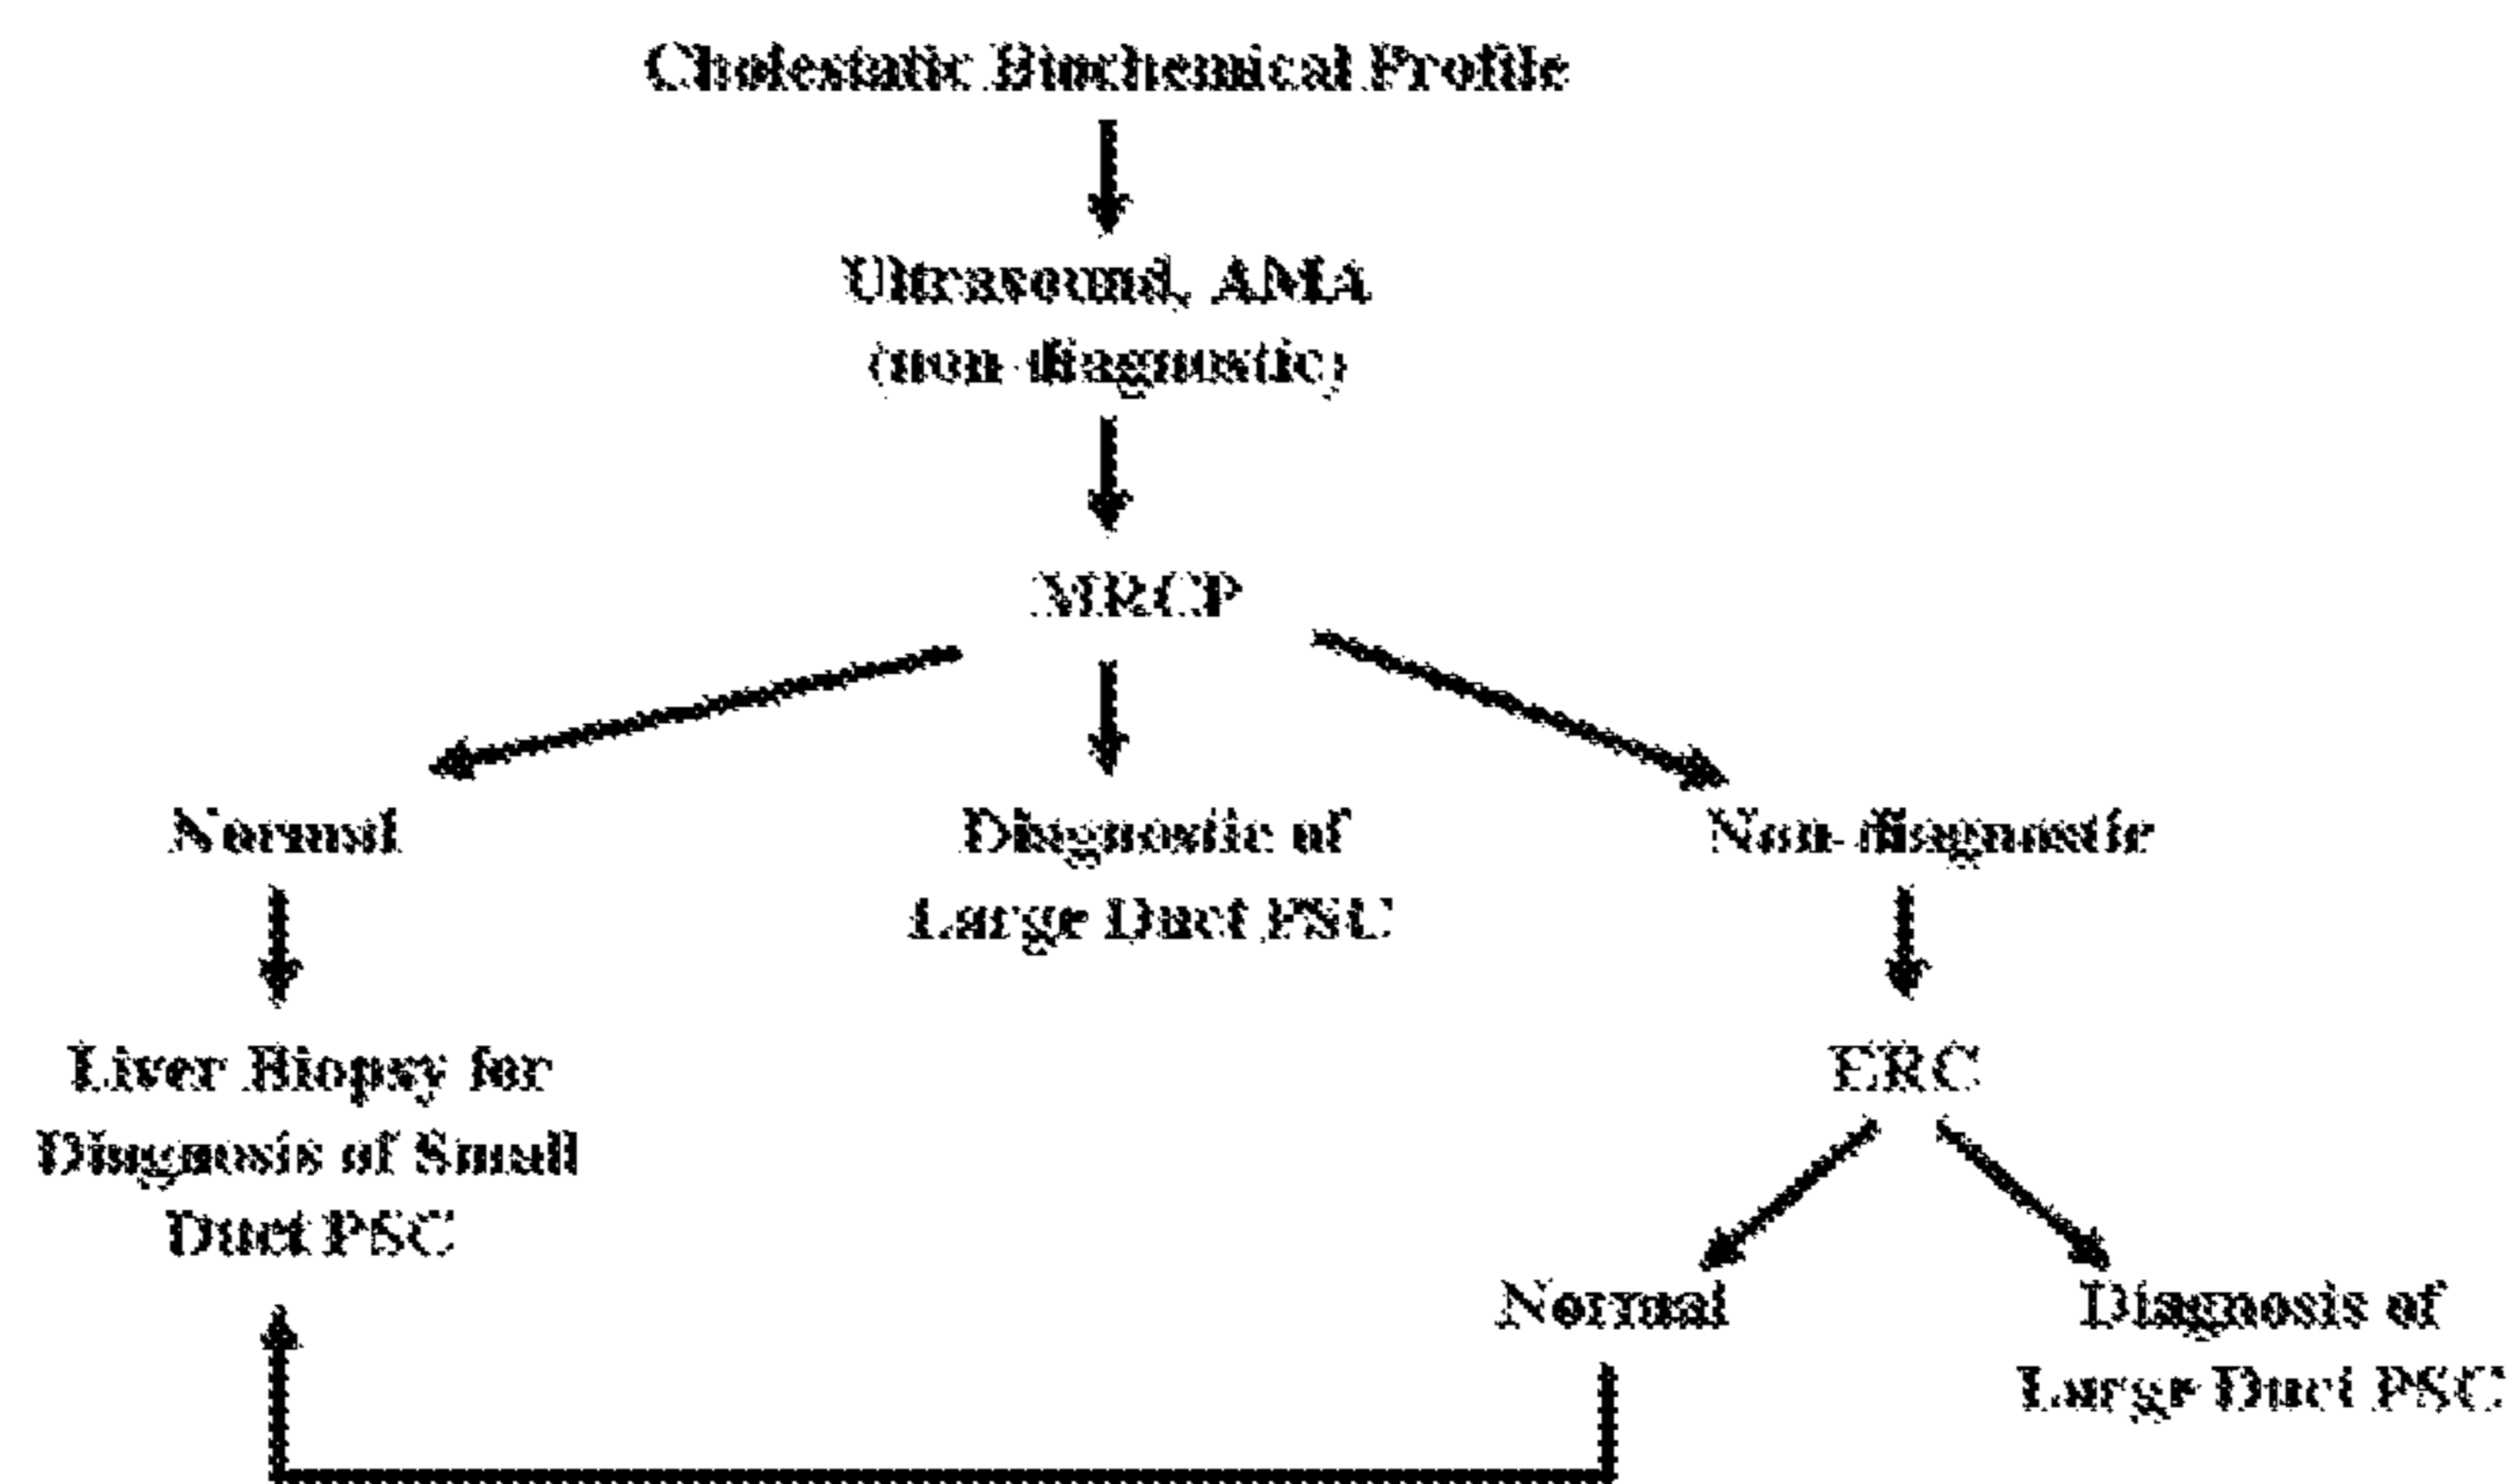 Cholestatic Biochemical Profile
Ultrasound, AMA
(non-diagnostic)
MRCP
Normal
Diagnostic of
Large Duct PSC
Non-diagnostic
Liver Biopsy for
Diagnosis of Small
Duct PSC
ERC
Normal
Diagnosis of
Large Duct PSC